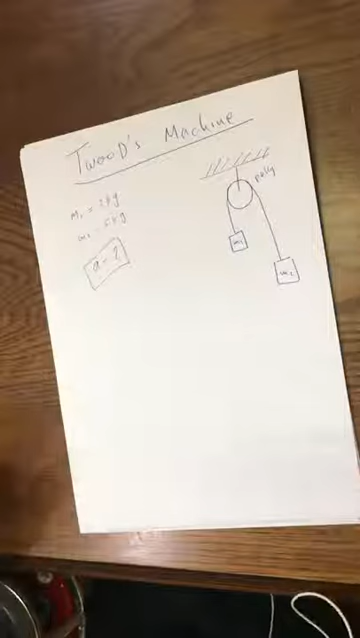 TwooD's Machine
pully
m₁ = 2kg
m₂ = 5kg
a = ?
m₁
m₂